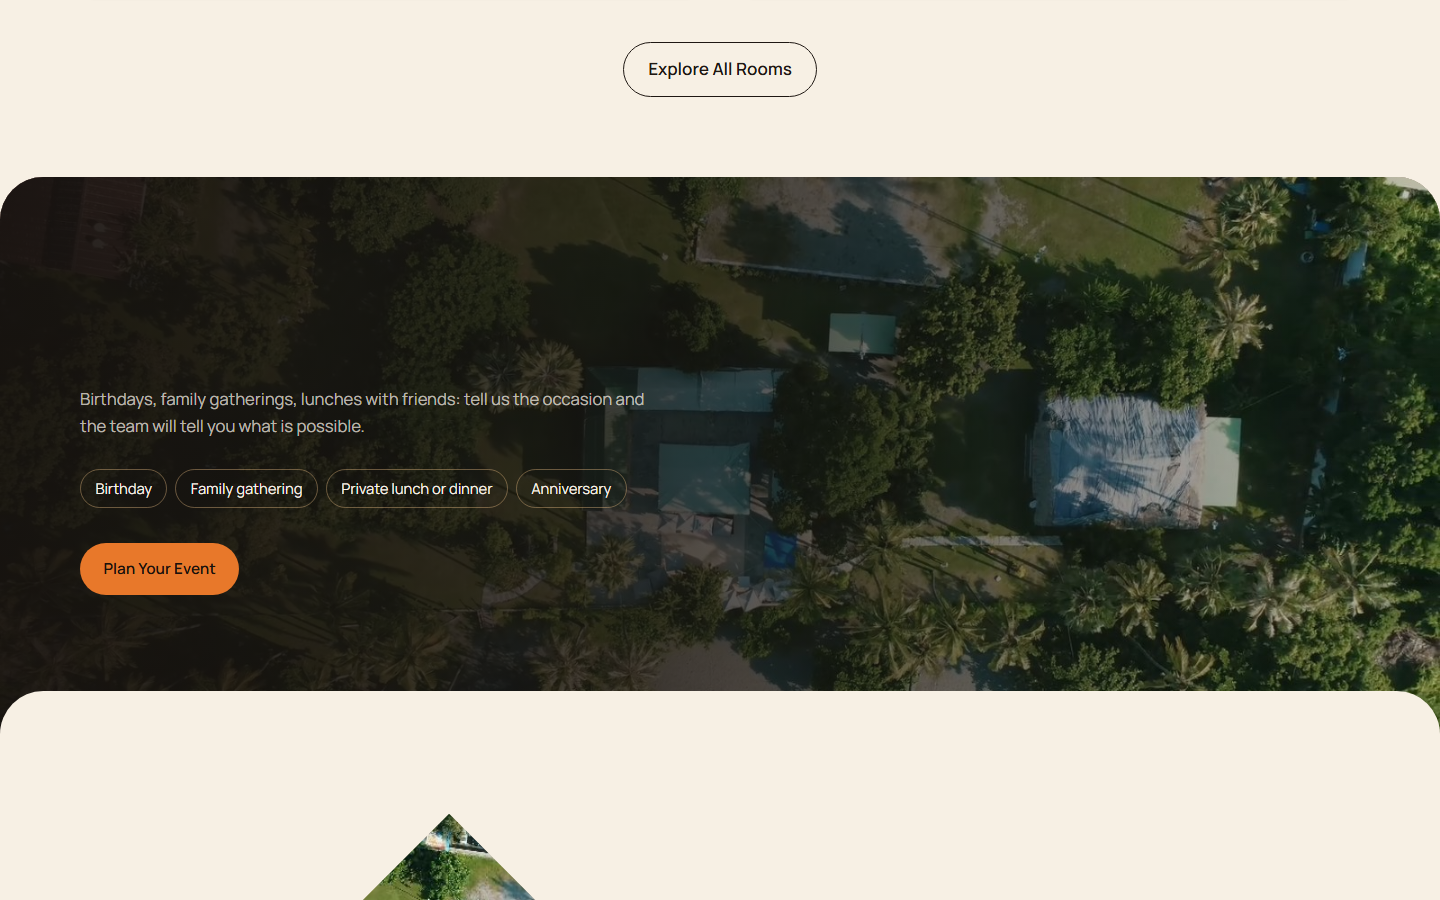 Explore All Rooms
Birthdays, family gatherings, lunches with friends: tell us the occasion and
the team will tell you what is possible.
Birthday
Family gathering
Private lunch or dinner
Anniversary
Plan Your Event